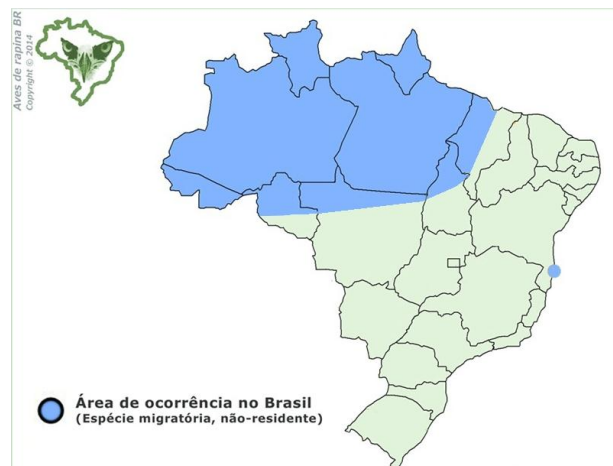 Aves de rapina BR
Copyright © 2014
Área de ocorrência no Brasil
(Espécie migratória, não-residente)